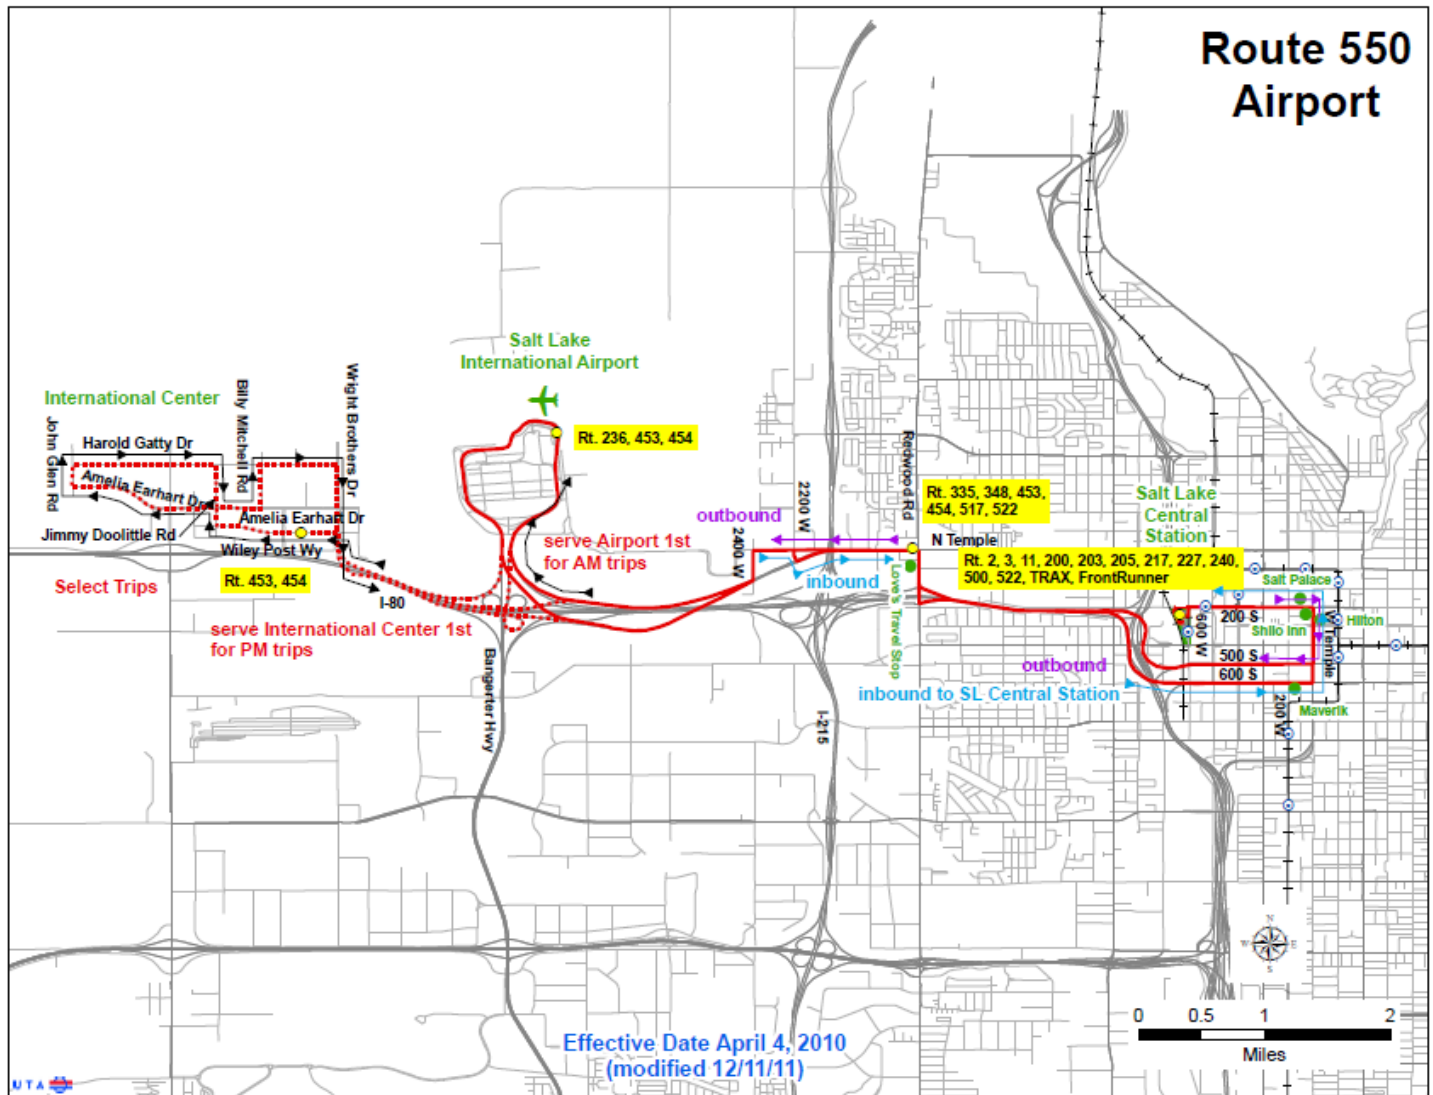 Route 550
Airport
Salt Lake
International Airport
International Center
John Glen Rd
Harold Gatty Dr
Billy Mitchell Rd
Wright Brothers Dr
Amelia Earhart Dr
Amelia Earhart Dr
Jimmy Doolittle Rd
Wiley Post Wy
Rt. 453, 454
Select Trips
I-80
serve International Center 1st
for PM trips
Rt. 236, 453, 454
serve Airport 1st
for AM trips
Bangerter Hwy
outbound
2400 W
2200 W
inbound
Redwood Rd
Rt. 335, 348, 453,
454, 517, 522
N Temple
Love's Travel Stop
I-215
Salt Lake
Central
Station
Rt. 2, 3, 11, 200, 203, 205, 217, 227, 240,
500, 522, TRAX, FrontRunner
Salt Palace
200 S
Shilo Inn
Hilton
600 W
W Temple
500 S
600 S
outbound
inbound to SL Central Station
200 W
Maverik
N
W
E
S
0 0.5 1 2
Miles
Effective Date April 4, 2010
(modified 12/11/11)
UTA